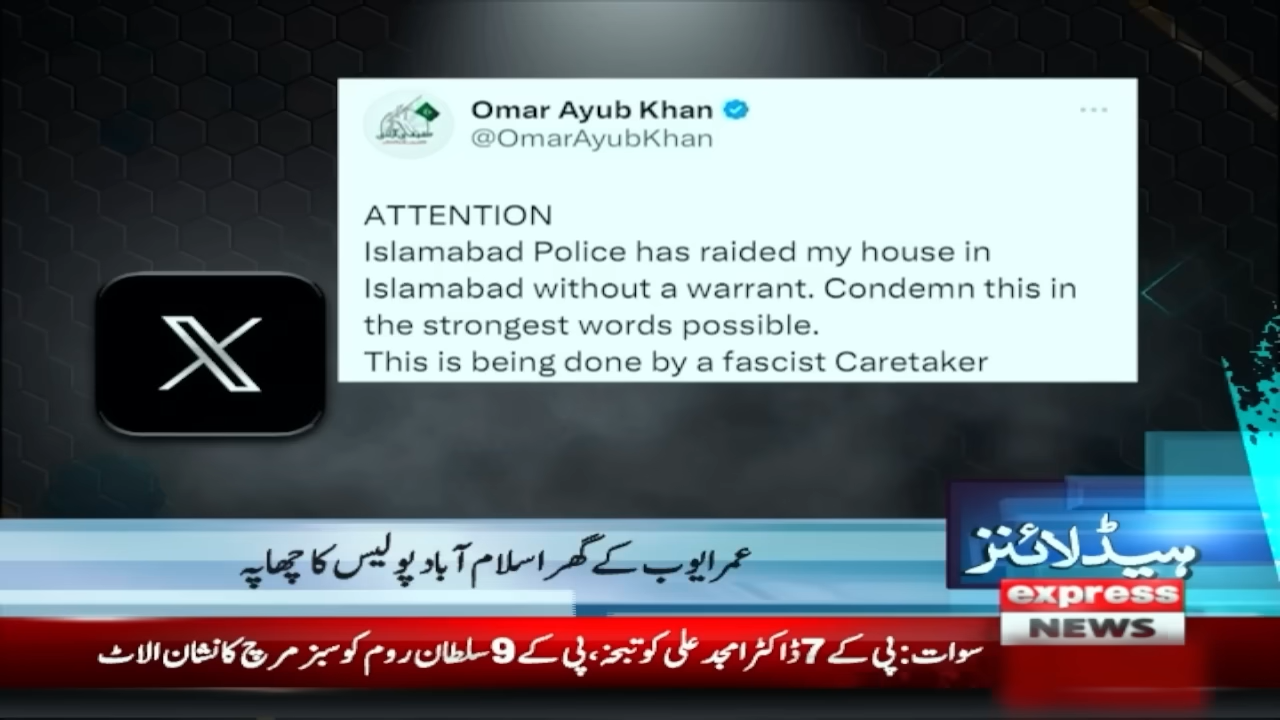 Omar Ayub Khan
@OmarAyubKhan
ATTENTION
Islamabad Police has raided my house in
Islamabad without a warrant. Condemn this in
the strongest words possible.
This is being done by a fascist Caretaker
X
عمر ایوب کے گھر اسلام آباد پولیس کا چھاپہ
ہیڈلائنز
express
NEWS
سوات: پی کے 7 ڈاکٹر امجد علی کو تیخہ، پی کے 9 سلطان روم کو سبز مرچ کا نشان الاٹ